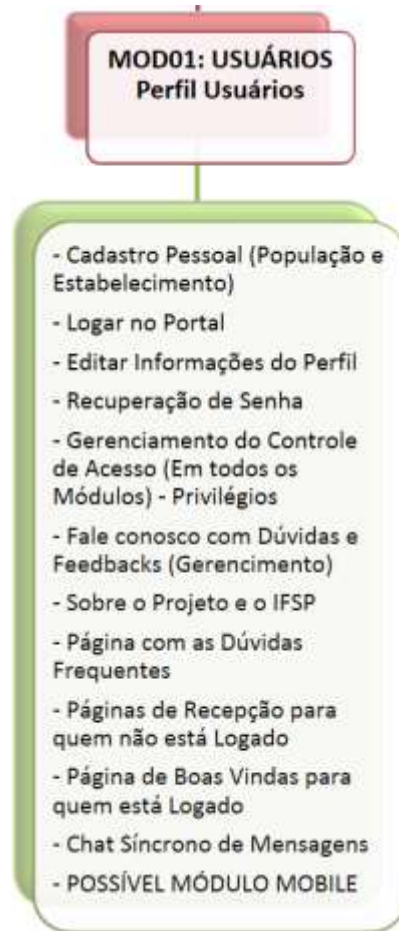 MOD01: USUÁRIOS
Perfil Usuários
- Cadastro Pessoal (População e
Estabelecimento)
- Logar no Portal
- Editar Informações do Perfil
- Recuperação de Senha
- Gerenciamento do Controle
de Acesso (Em todos os
Módulos) - Privilégios
- Fale conosco com Dúvidas e
Feedbacks (Gerencimento)
- Sobre o Projeto e o IFSP
- Página com as Dúvidas
Frequentes
- Páginas de Recepção para
quem não está Logado
- Página de Boas Vindas para
quem está Logado
- Chat Síncrono de Mensagens
- POSSÍVEL MÓDULO MOBILE